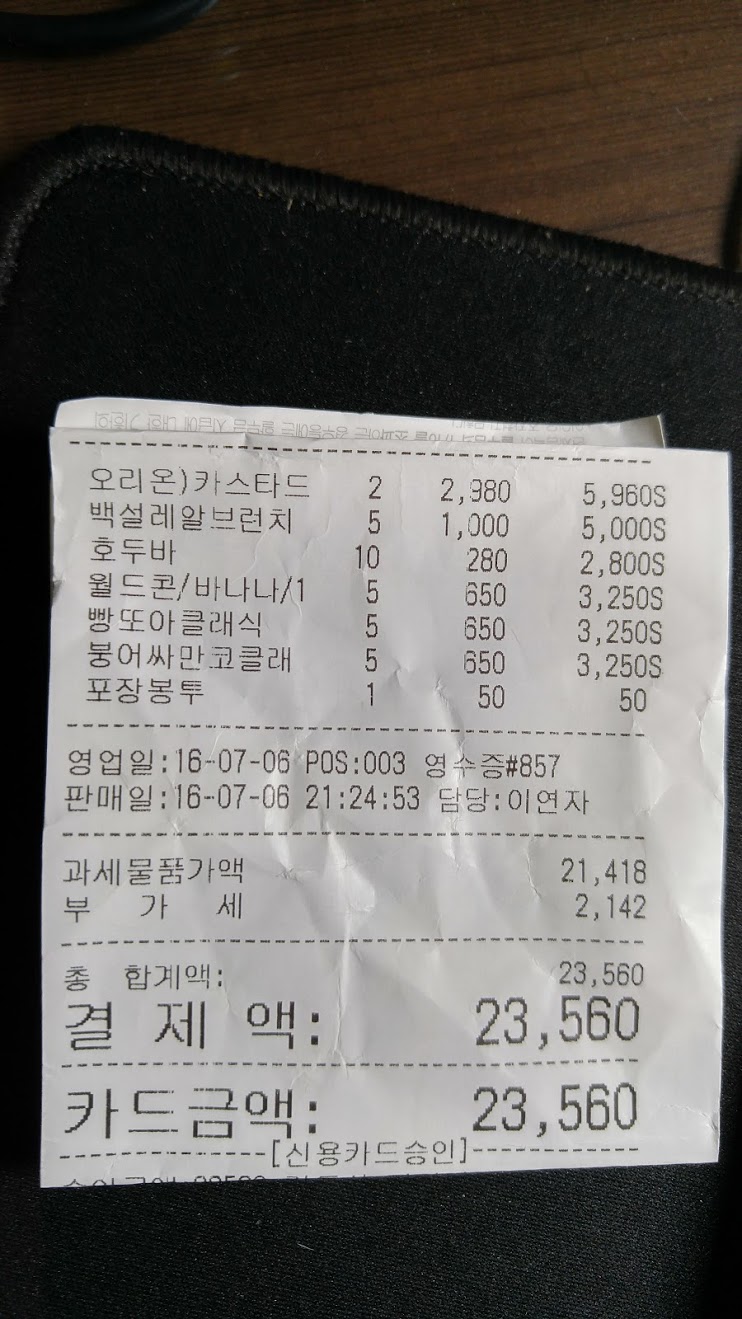 오리온)카스타드 2 2,980 5,960S
백설레알브런치 5 1,000 5,000S
호두바 10 280 2,800S
월드콘/바나나/1 5 650 3,250S
빵또아클래식 5 650 3,250S
붕어싸만코클래 5 650 3,250S
포장봉투 1 50 50
영업일:16-07-06 POS:003 영수증#857
판매일:16-07-06 21:24:53 담당:이연자
과세물품가액 21,418
부 가 세 2,142
총 합계액: 23,560
결 제 액: 23,560
카드금액: 23,560
[신용카드승인]